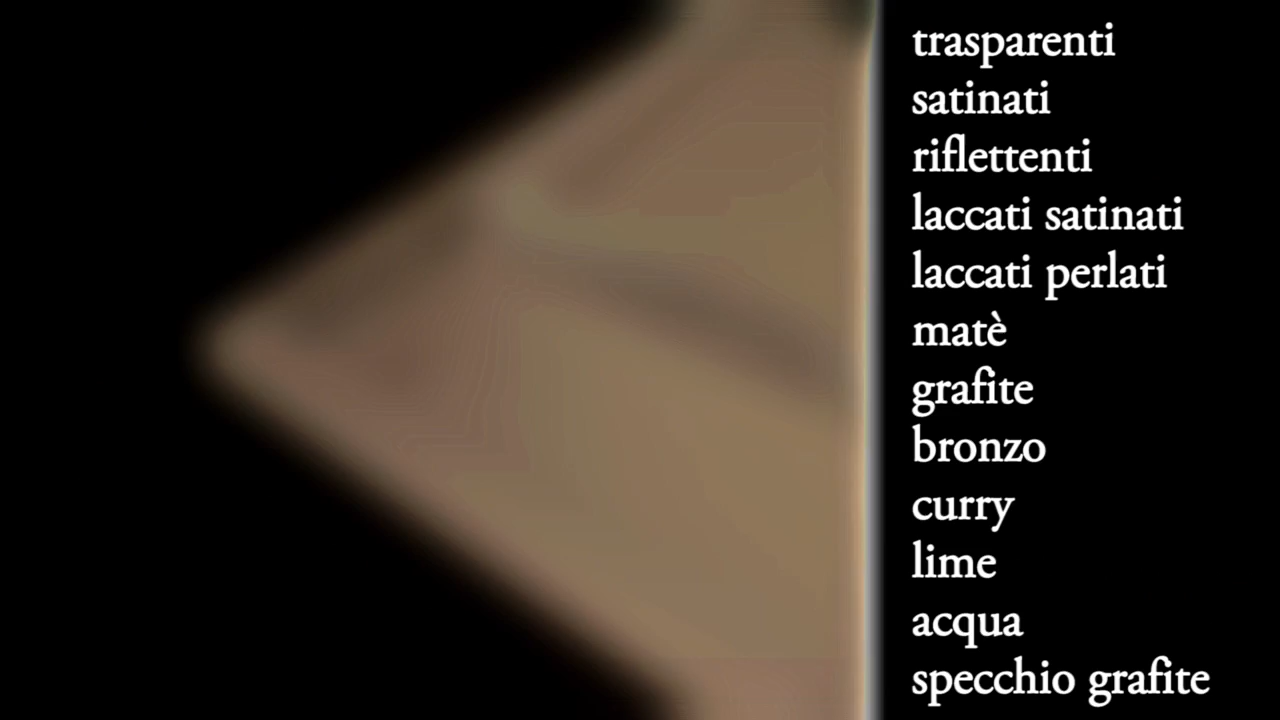 trasparenti
satinati
riflettenti
laccati satinati
laccati perlati
matè
grafite
bronzo
curry
lime
acqua
specchio grafite